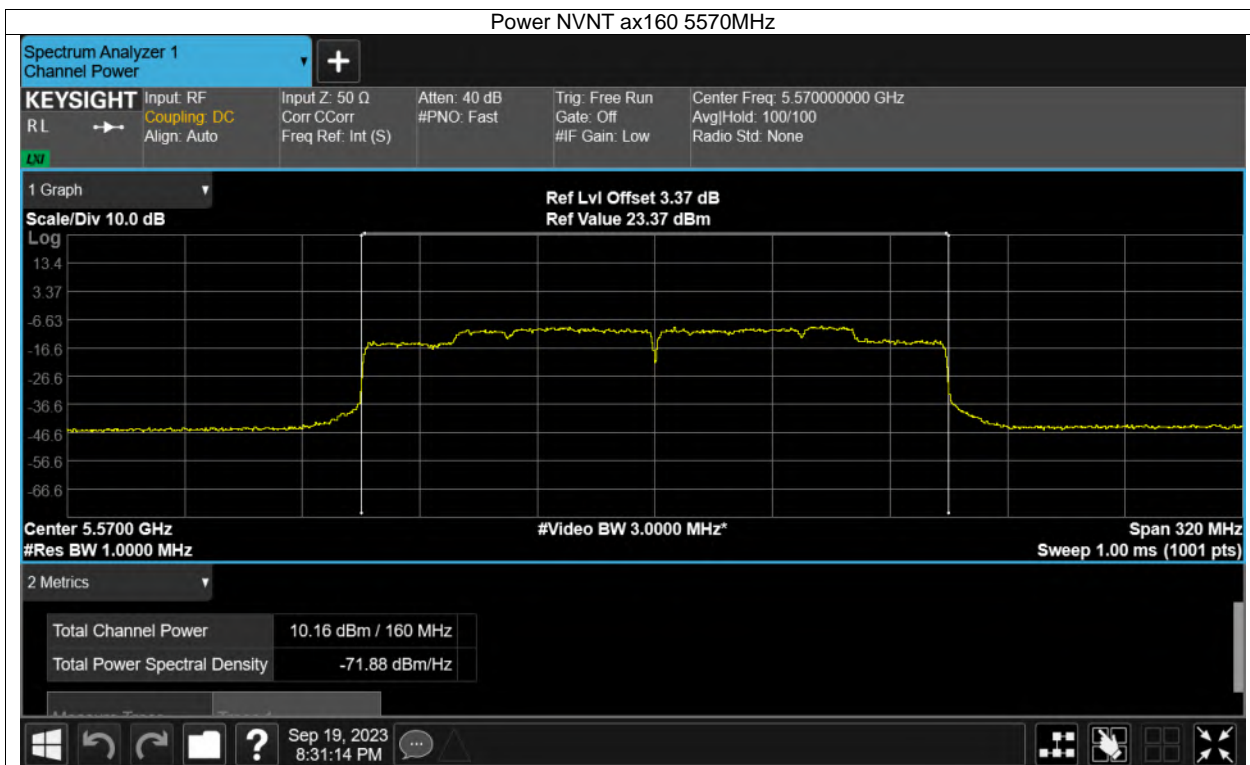 Power NVNT ax160 5570MHz
Spectrum Analyzer 1
Channel Power
+
KEYSIGHT
RL
LXI
Input: RF
Coupling: DC
Align: Auto
Input Z: 50 Ω
Corr CCorr
Freq Ref: Int (S)
Atten: 40 dB
#PNO: Fast
Trig: Free Run
Gate: Off
#IF Gain: Low
Center Freq: 5.570000000 GHz
Avg|Hold: 100/100
Radio Std: None
1 Graph
Scale/Div 10.0 dB
Ref Lvl Offset 3.37 dB
Ref Value 23.37 dBm
Log
13.4
3.37
-6.63
-16.6
-26.6
-36.6
-46.6
-56.6
-66.6
Center 5.5700 GHz
#Res BW 1.0000 MHz
#Video BW 3.0000 MHz*
Span 320 MHz
Sweep 1.00 ms (1001 pts)
2 Metrics
Total Channel Power 10.16 dBm / 160 MHz
Total Power Spectral Density -71.88 dBm/Hz
?
Sep 19, 2023
8:31:14 PM